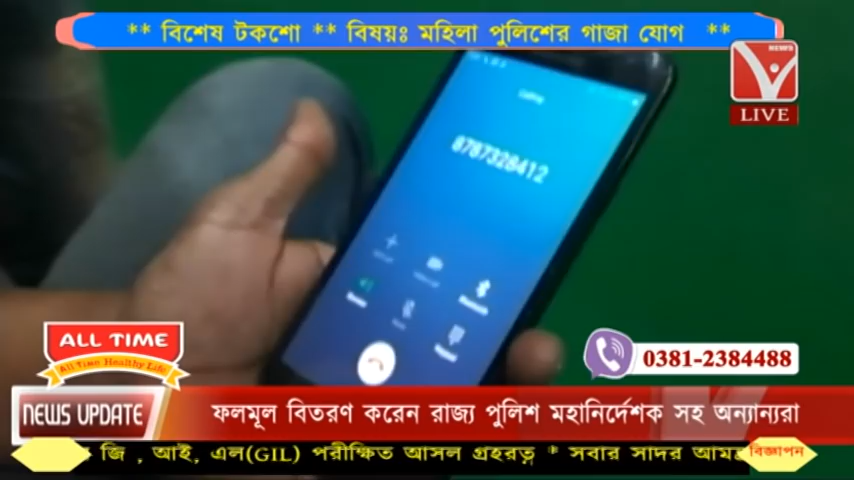 ** বিশেষ টকশো ** বিষয়ঃ মহিলা পুলিশের গাজা যোগ **
NEWS
V
LIVE
8787328412
ALL TIME
All Time Healthy Life
0381-2384488
NEWS UPDATE
ফলমূল বিতরণ করেন রাজ্য পুলিশ মহানির্দেশক সহ অন্যান্যরা
জি , আই, এল(GIL) পরীক্ষিত আসল গ্রহরত্ন * সবার সাদর
বিজ্ঞাপন